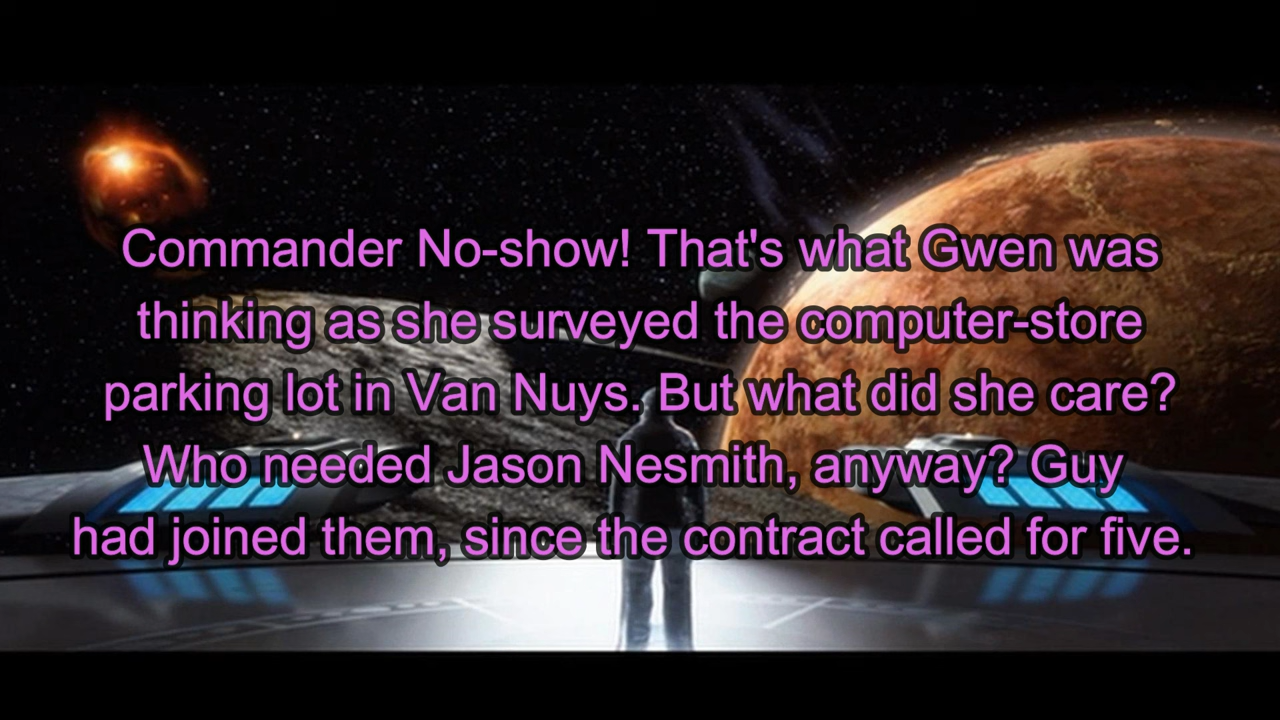 Commander No-show! That's what Gwen was
thinking as she surveyed the computer-store
parking lot in Van Nuys. But what did she care?
Who needed Jason Nesmith, anyway? Guy
had joined them, since the contract called for five.